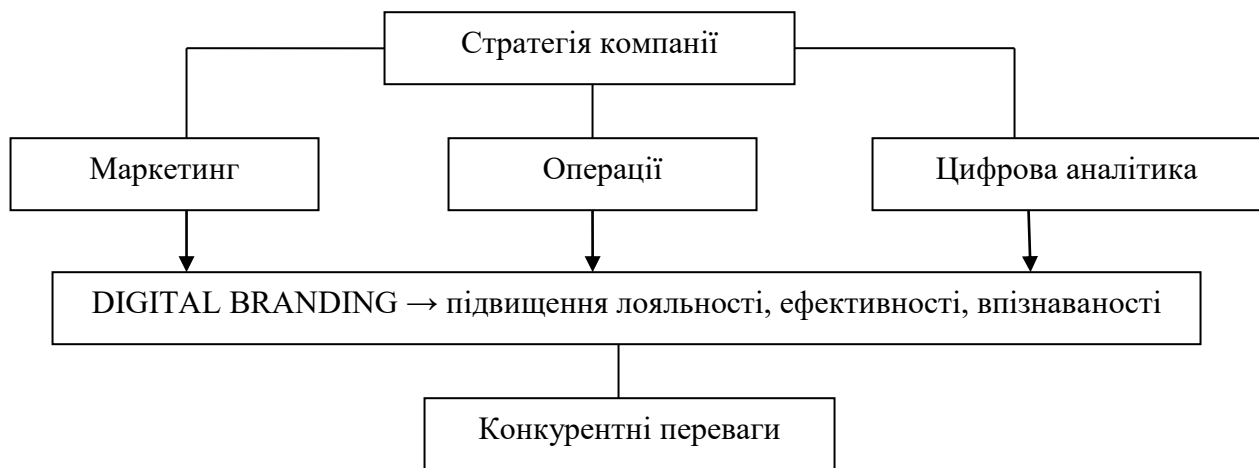 Стратегія компанії
Маркетинг
Операції
Цифрова аналітика
DIGITAL BRANDING → підвищення лояльності, ефективності, впізнаваності
Конкурентні переваги